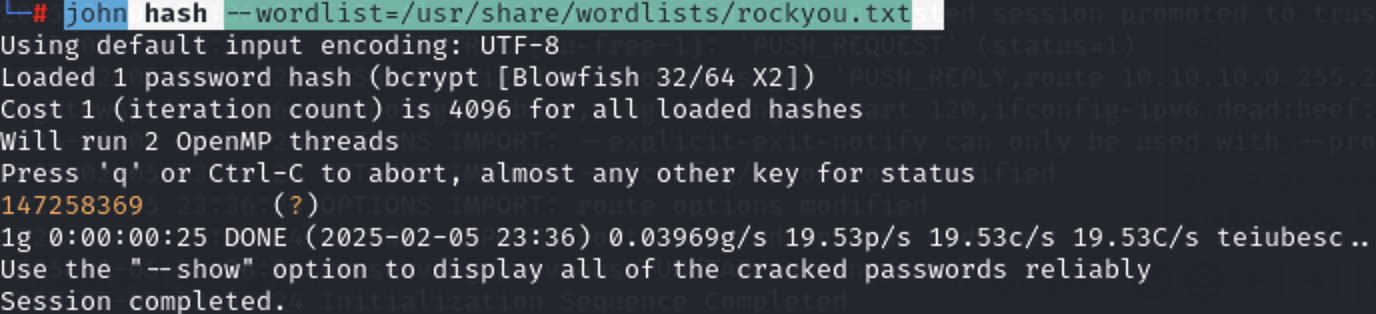 └─# john hash --wordlist=/usr/share/wordlists/rockyou.txt
Using default input encoding: UTF-8
Loaded 1 password hash (bcrypt [Blowfish 32/64 X2])
Cost 1 (iteration count) is 4096 for all loaded hashes
Will run 2 OpenMP threads
Press 'q' or Ctrl-C to abort, almost any other key for status
147258369        (?)
1g 0:00:00:25 DONE (2025-02-05 23:36) 0.03969g/s 19.53p/s 19.53c/s 19.53C/s teiubesc..
Use the "--show" option to display all of the cracked passwords reliably
Session completed.